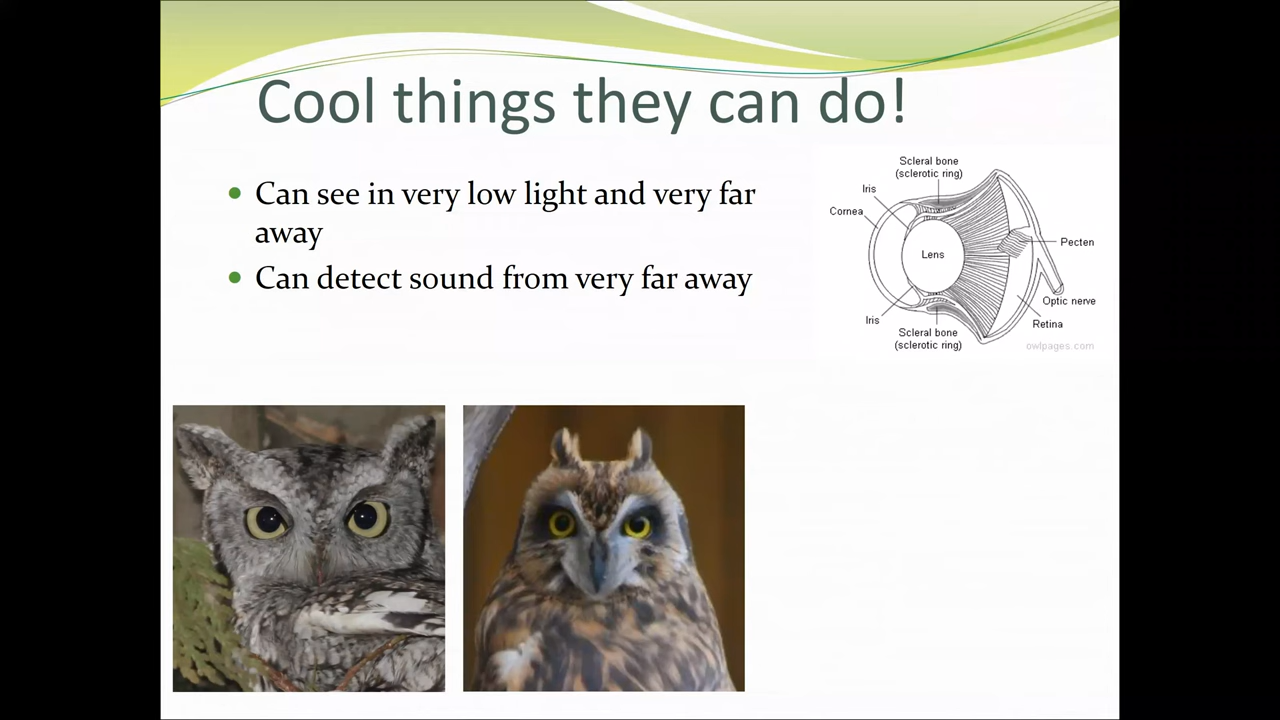 Cool things they can do!
• Can see in very low light and very far
away
• Can detect sound from very far away
Scleral bone
(sclerotic ring)
Iris
Cornea
Lens
Pecten
Optic nerve
Iris
Retina
Scleral bone
(sclerotic ring)
owlpages com